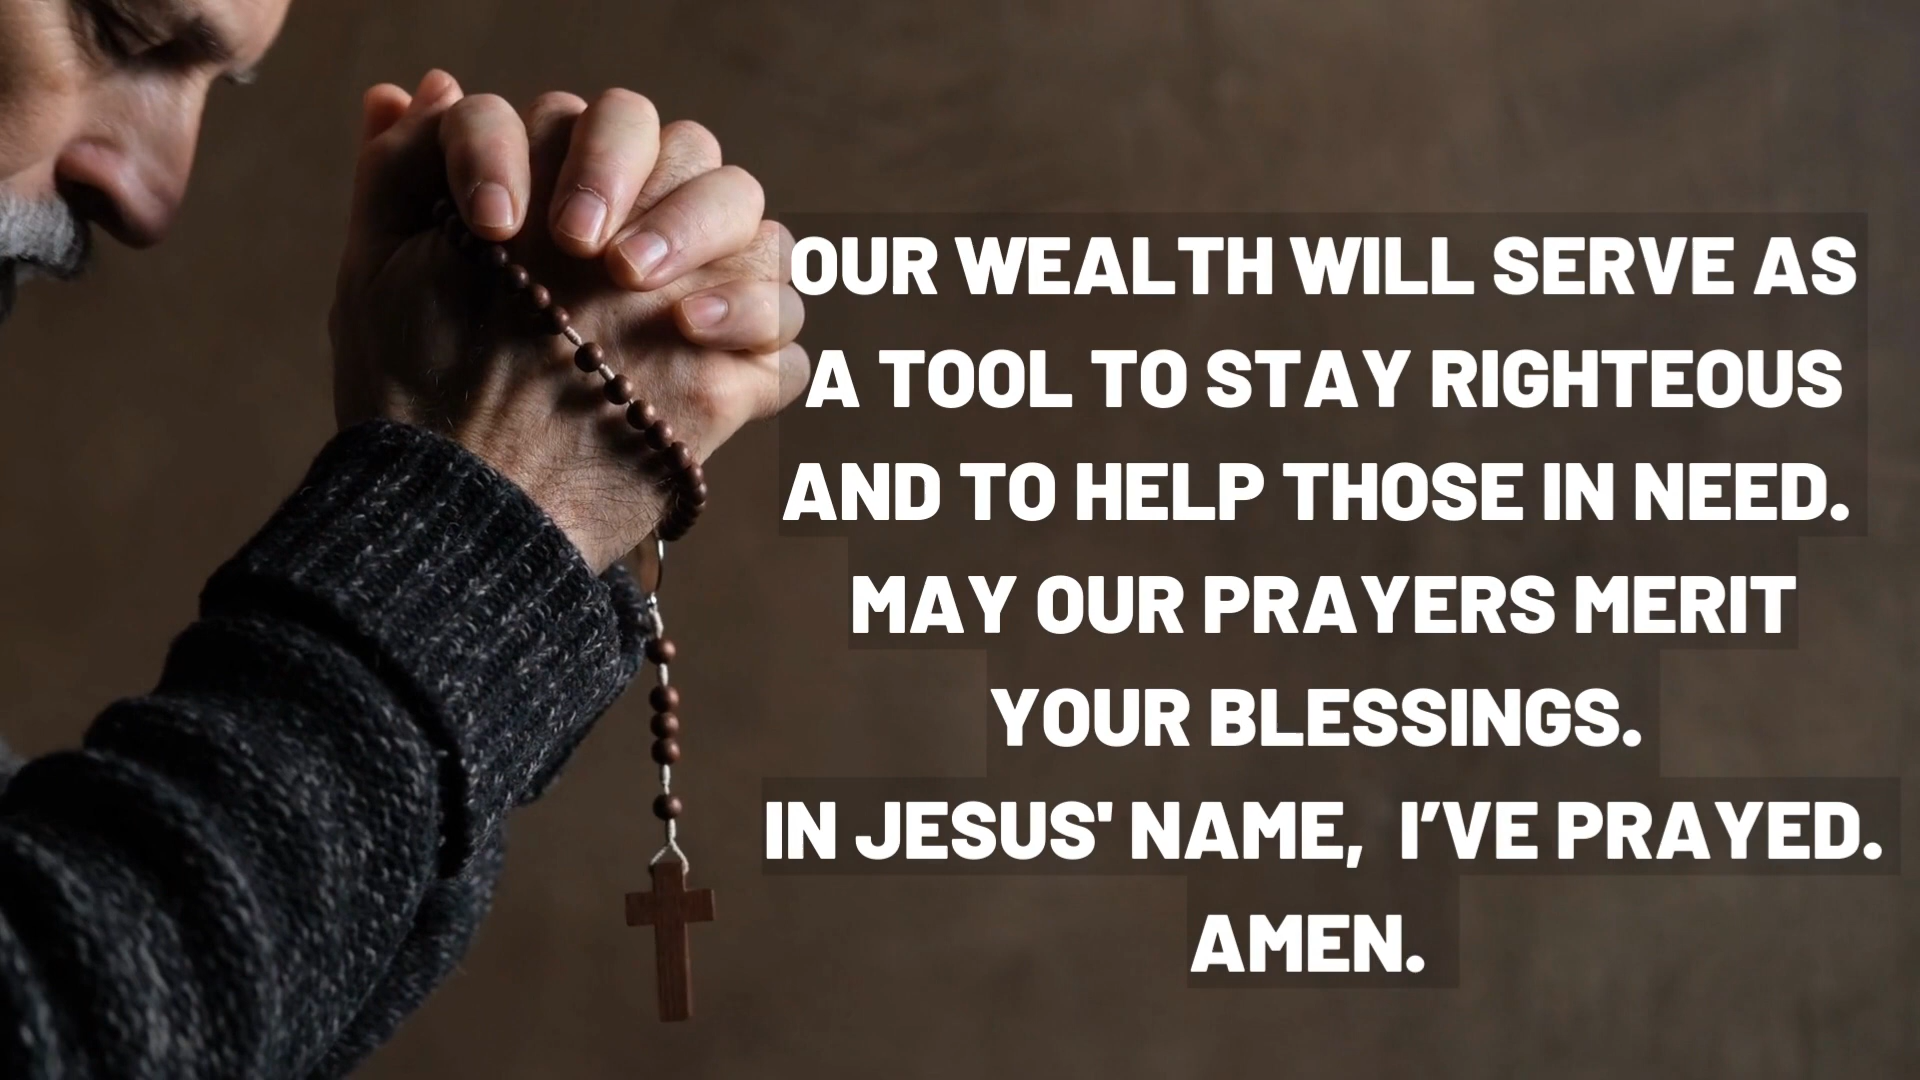 OUR WEALTH WILL SERVE AS
A TOOL TO STAY RIGHTEOUS
AND TO HELP THOSE IN NEED.
MAY OUR PRAYERS MERIT
YOUR BLESSINGS.
IN JESUS' NAME, I’VE PRAYED.
AMEN.